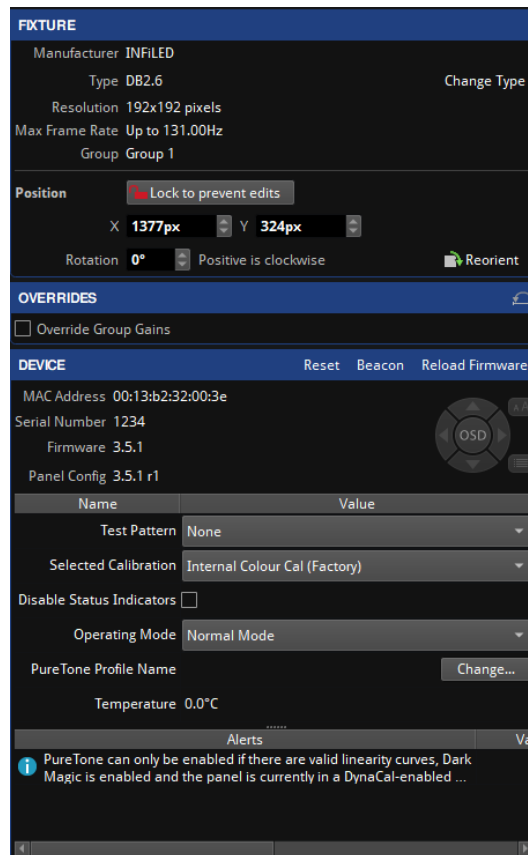 FIXTURE
Manufacturer INFiLED
Type DB2.6 Change Type
Resolution 192x192 pixels
Max Frame Rate Up to 131.00Hz
Group Group 1
Position Lock to prevent edits
X 1377px Y 324px
Rotation 0° Positive is clockwise Reorient
OVERRIDES
Override Group Gains
DEVICE Reset Beacon Reload Firmware
MAC Address 00:13:b2:32:00:3e
Serial Number 1234
Firmware 3.5.1
OSD
Panel Config 3.5.1 r1
Name Value
Test Pattern None
Selected Calibration Internal Colour Cal (Factory)
Disable Status Indicators
Operating Mode Normal Mode
PureTone Profile Name Change...
Temperature 0.0°C
Alerts Va
PureTone can only be enabled if there are valid linearity curves, Dark
Magic is enabled and the panel is currently in a DynaCal-enabled ...